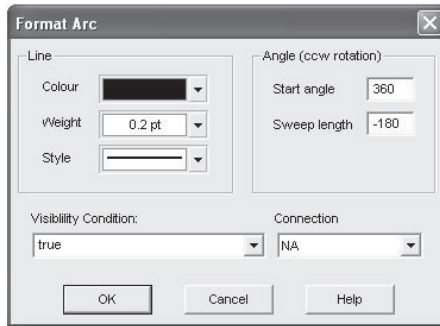 Format Arc
Line
Colour
Weight 0.2 pt
Style
Angle (ccw rotation)
Start angle 360
Sweep length -180
Visiblility Condition:
true
Connection
NA
OK Cancel Help